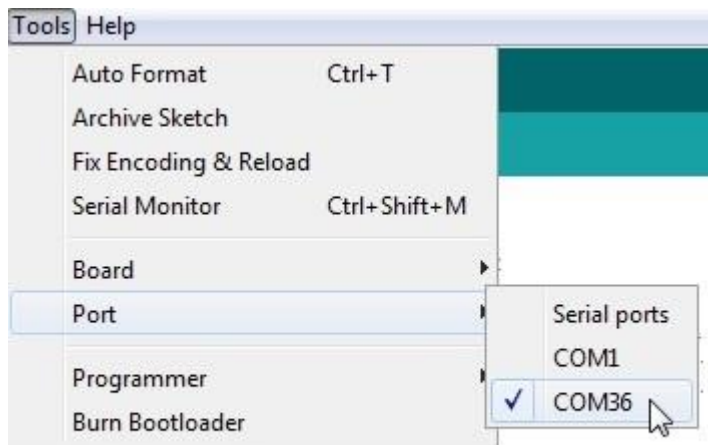 Tools Help
Auto Format Ctrl+T
Archive Sketch
Fix Encoding & Reload
Serial Monitor Ctrl+Shift+M
Board
Port
Serial ports
COM1
COM36
Programmer
Burn Bootloader